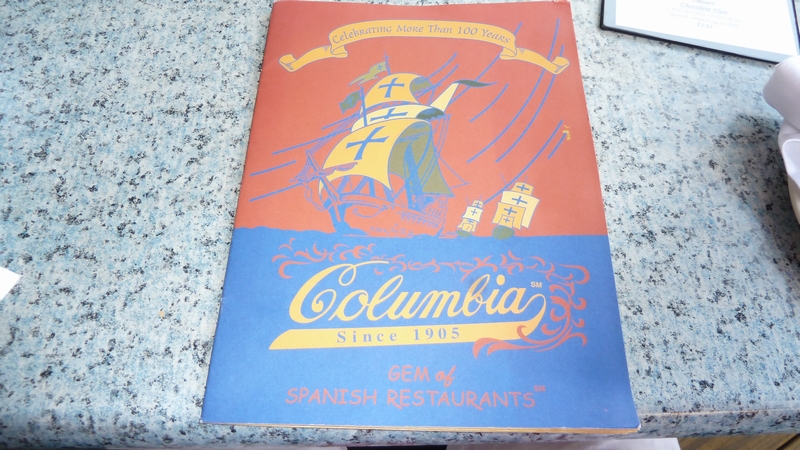 Celebrating More Than 100 Years
Columbia SM
Since 1905
GEM of
SPANISH RESTAURANTS SM